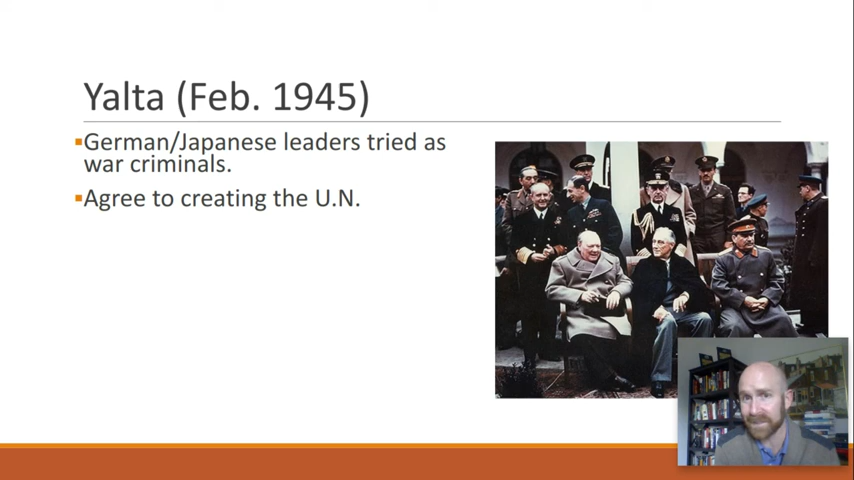 Yalta (Feb. 1945)
▪German/Japanese leaders tried as
war criminals.
▪Agree to creating the U.N.